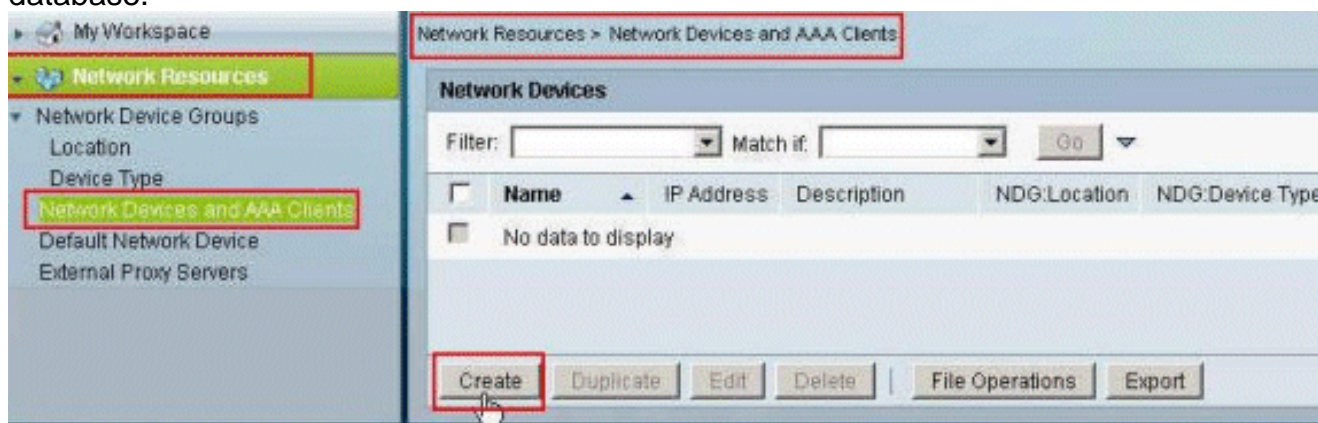 database.
My Workspace
Network Resources
Network Device Groups
Location
Device Type
Network Devices and AAA Clients
Default Network Device
External Proxy Servers
Network Resources > Network Devices and AAA Clients
Network Devices
Filter: Match if: Go
Name IP Address Description NDG:Location NDG:Device Type
No data to display
Create Duplicate Edit Delete | File Operations Export